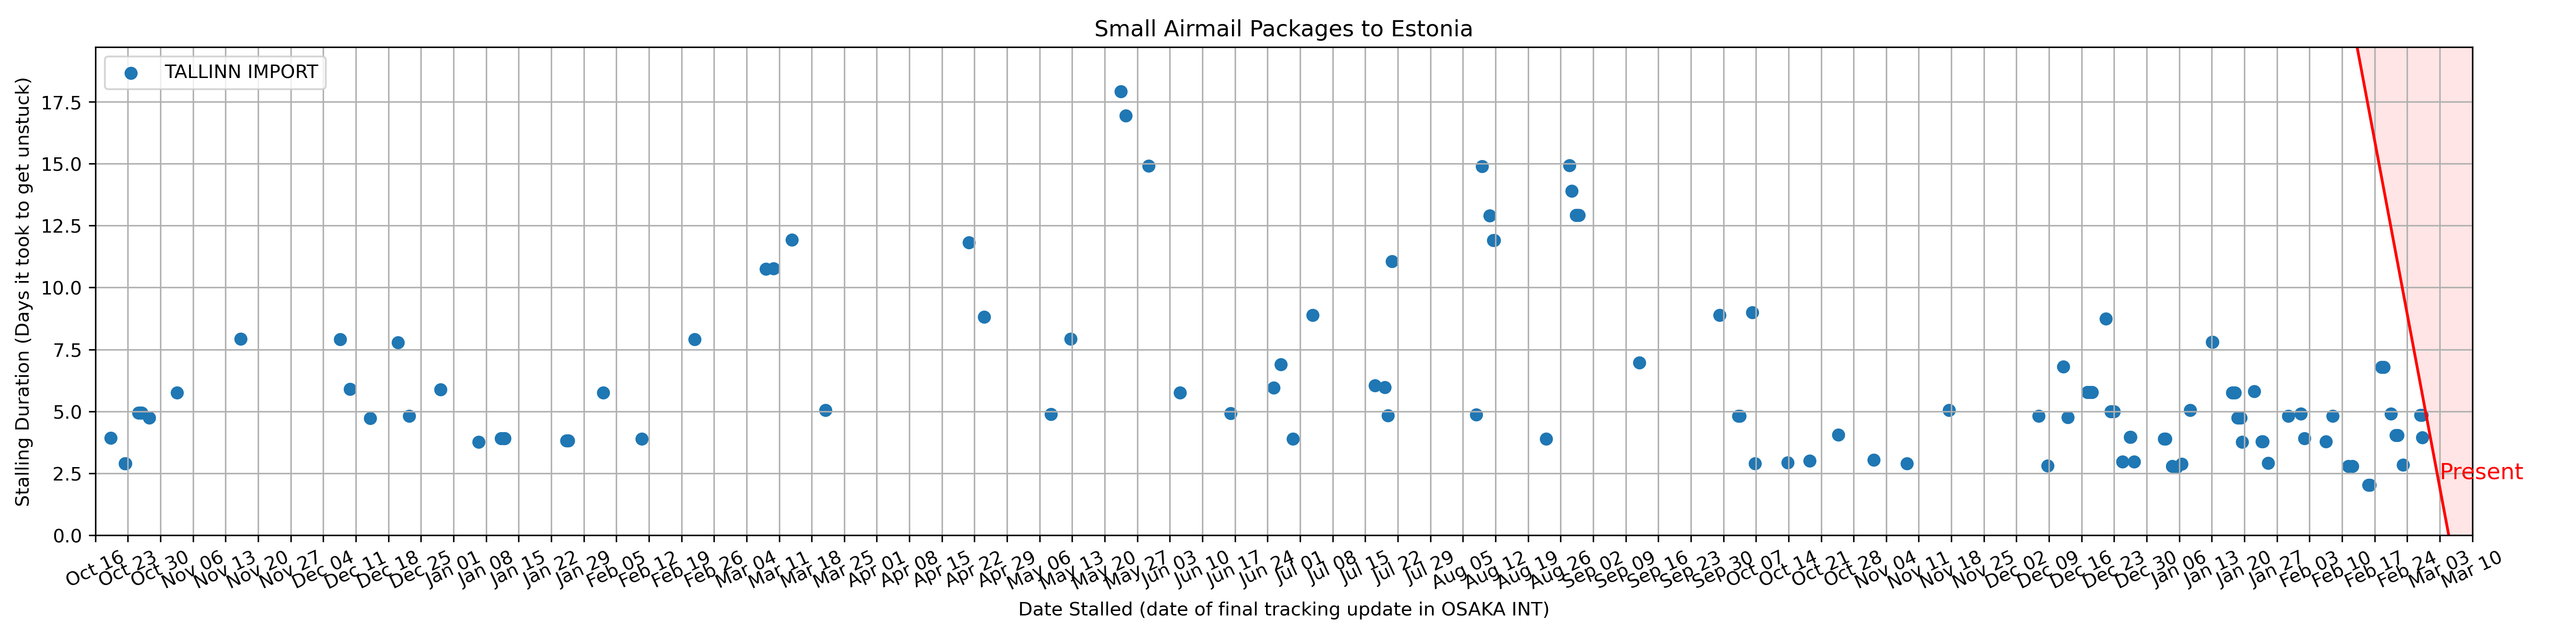 Small Airmail Packages to Estonia
TALLINN IMPORT
Stalling Duration (Days it took to get unstuck)
17.5
15.0
12.5
10.0
7.5
5.0
2.5
0.0
Present
Oct 16
Oct 23
Oct 30
Nov 06
Nov 13
Nov 20
Nov 27
Dec 04
Dec 11
Dec 18
Dec 25
Jan 01
Jan 08
Jan 15
Jan 22
Jan 29
Feb 05
Feb 12
Feb 19
Feb 26
Mar 04
Mar 11
Mar 18
Mar 25
Apr 01
Apr 08
Apr 15
Apr 22
Apr 29
May 06
May 13
May 20
May 27
Jun 03
Jun 10
Jun 17
Jun 24
Jul 01
Jul 08
Jul 15
Jul 22
Jul 29
Aug 05
Aug 12
Aug 19
Aug 26
Sep 02
Sep 09
Sep 16
Sep 23
Sep 30
Oct 07
Oct 14
Oct 21
Oct 28
Nov 04
Nov 11
Nov 18
Nov 25
Dec 02
Dec 09
Dec 16
Dec 23
Dec 30
Jan 06
Jan 13
Jan 20
Jan 27
Feb 03
Feb 10
Feb 17
Feb 24
Mar 03
Mar 10
Date Stalled (date of final tracking update in OSAKA INT)